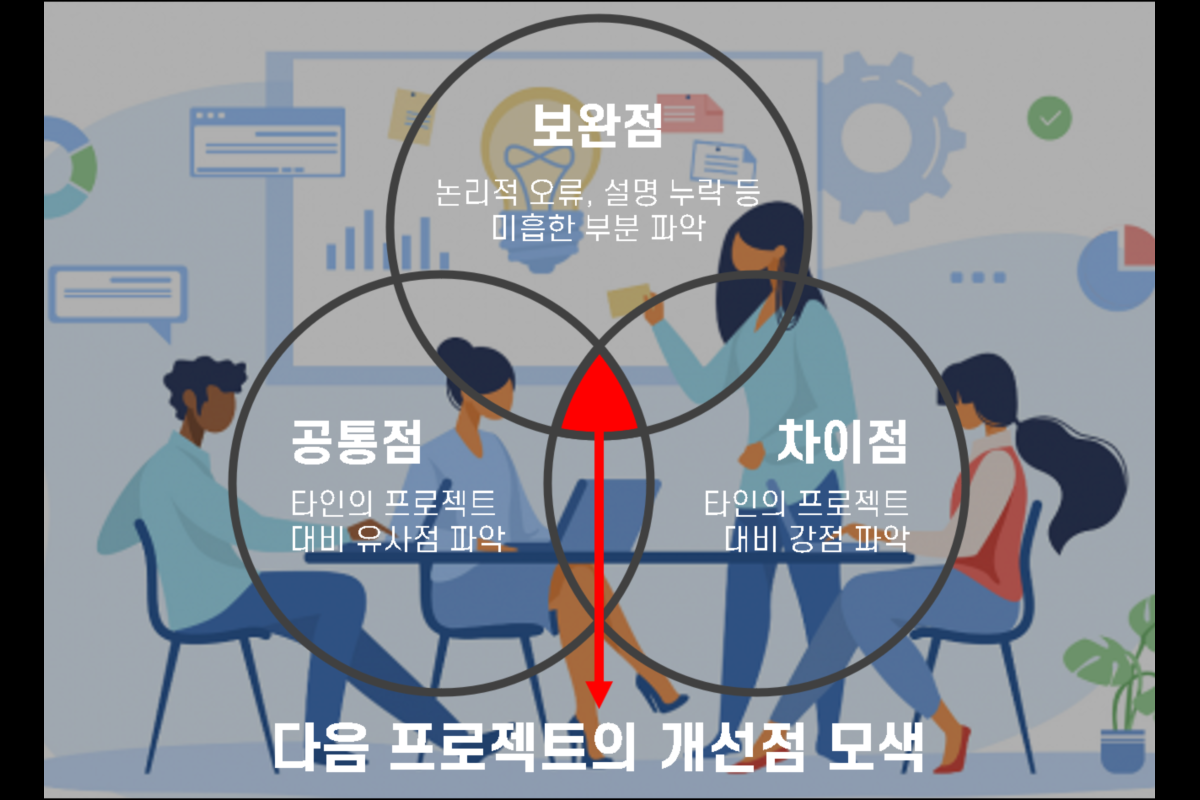 보완점
논리적 오류, 설명 누락 등
미흡한 부분 파악
공통점
타인의 프로젝트
대비 유사점 파악
차이점
타인의 프로젝트
대비 강점 파악
다음 프로젝트의 개선점 모색